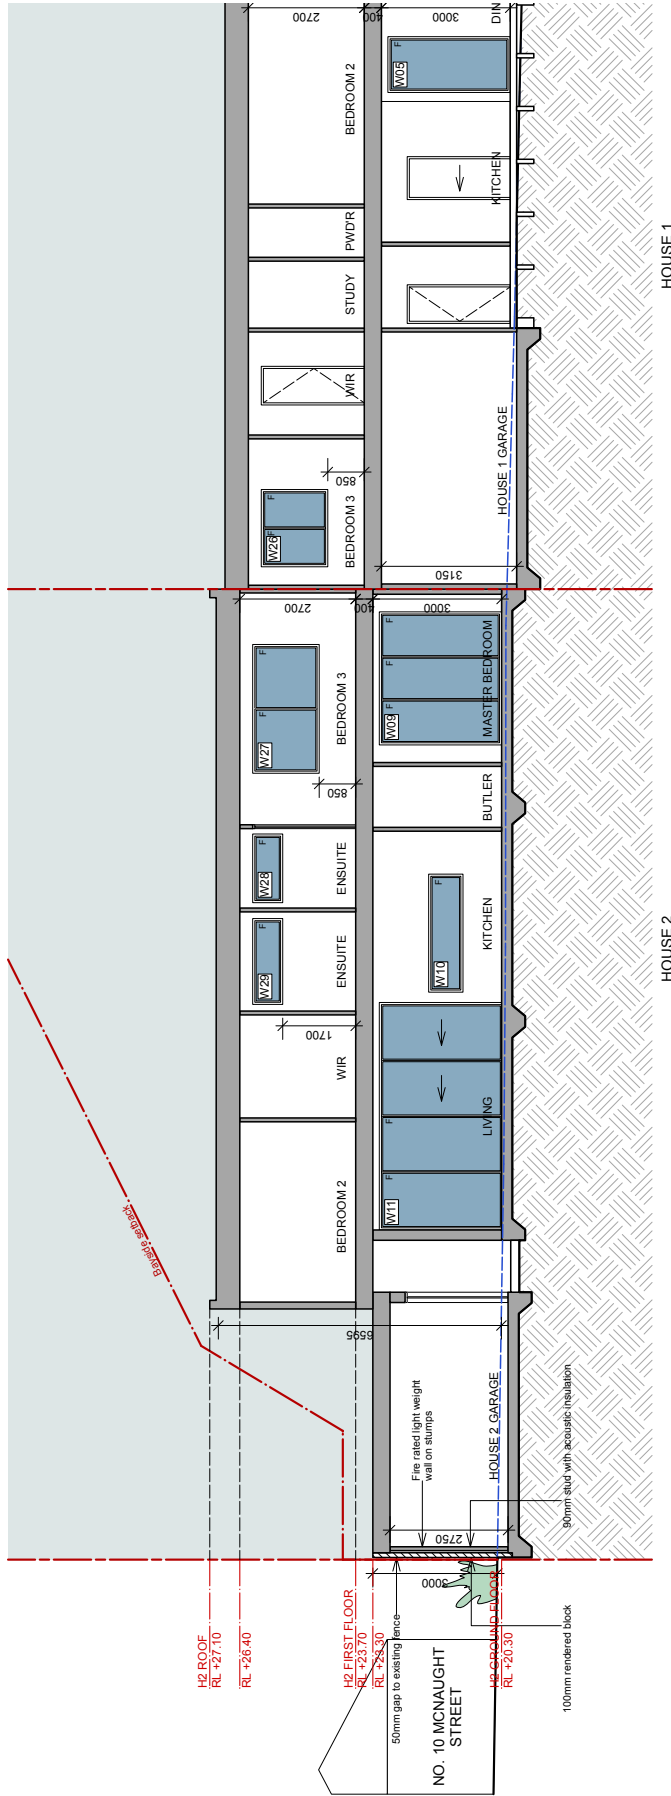 H2 ROOF
RL +27.10
RL +26.40
H2 FIRST FLOOR
RL +23.70
RL +23.30
H2 GROUND FLOOR
RL +20.30
Bayside setback
50mm gap to existing fence
NO. 10 MCNAUGHT
STREET
100mm rendered block
3000
2750
Fire rated light weight
wall on stumps
HOUSE 2 GARAGE
90mm stud with acoustic insulation
6595
BEDROOM 2
WIR
1700
W29
F
ENSUITE
W28
F
ENSUITE
850
W27
F
F
BEDROOM 3
2700
400
3000
W11
F
F
LIVING
W10
F
KITCHEN
BUTLER
W09
F
F
F
MASTER BEDROOM
HOUSE 2
W26
F
F
BEDROOM 3
850
WIR
STUDY
PWD'R
BEDROOM 2
2700
400
3000
3150
HOUSE 1 GARAGE
KITCHEN
W05
F
DIN
HOUSE 1